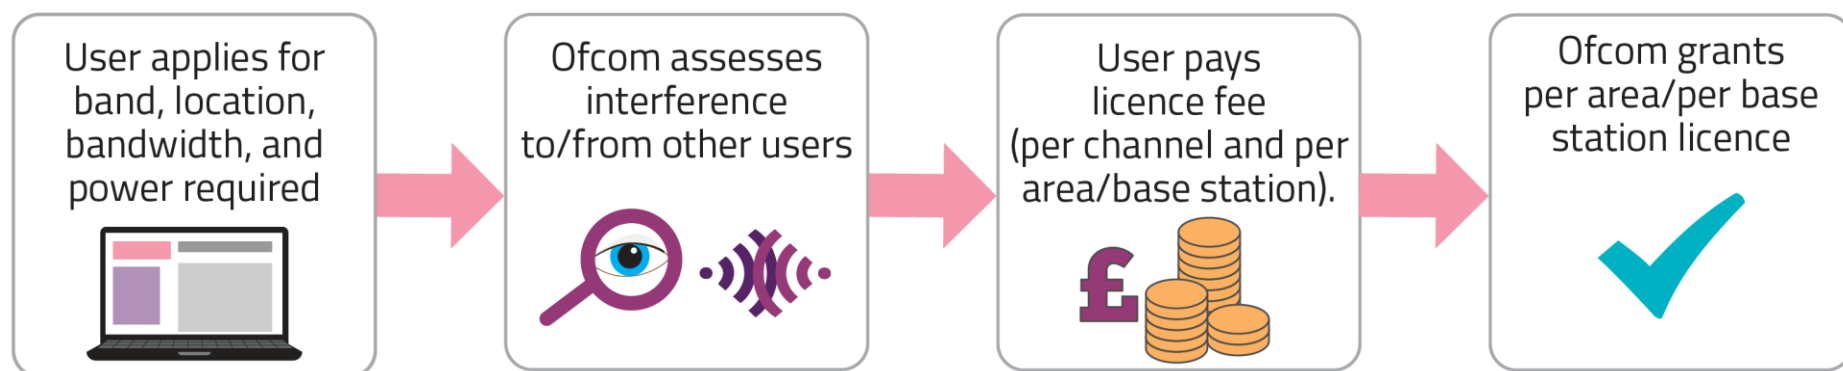 User applies for
band, location,
bandwidth, and
power required
Ofcom assesses
interference
to/from other users
User pays
licence fee
(per channel and per
area/base station).
£
Ofcom grants
per area/per base
station licence